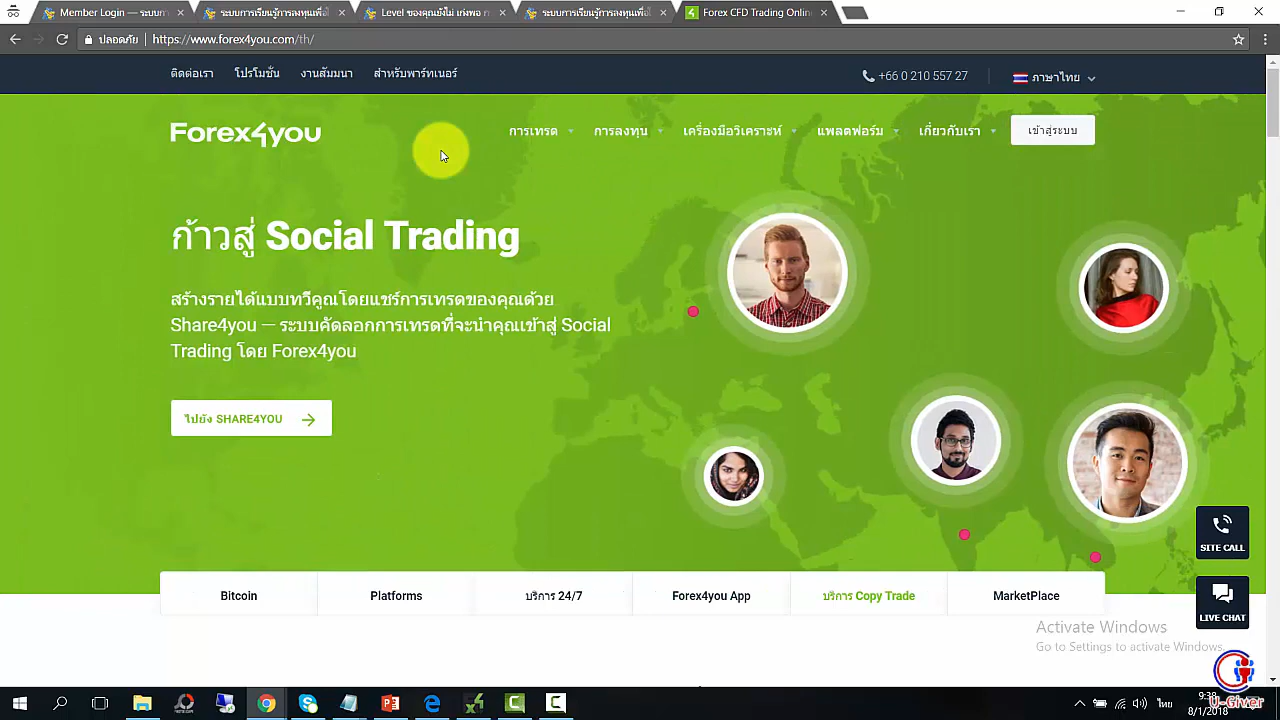 Member Login — ระบบการ
ระบบการเรียนรู้การลงทุนเพื่อ
Level ของคุณยังไม่ เก่งพอ —
ระบบการเรียนรู้การลงทุนเพื่อ
4 Forex CFD Trading Onlin
ปลอดภัย | https://www.forex4you.com/th/
ติดต่อเรา โปรโมชั่น งานสัมมนา สำหรับพาร์ทเนอร์ +66 0 210 557 27 ภาษาไทย
Forex4you การเทรด การลงทุน เครื่องมือวิเคราะห์ แพลตฟอร์ม เกี่ยวกับเรา เข้าสู่ระบบ
ก้าวสู่ Social Trading
สร้างรายได้แบบทวีคูณโดยแชร์การเทรดของคุณด้วย
Share4you — ระบบคัดลอกการเทรดที่จะนำคุณเข้าสู่ Social
Trading โดย Forex4you
ไปยัง SHARE4YOU
SITE CALL
LIVE CHAT
Bitcoin Platforms บริการ 24/7 Forex4you App บริการ Copy Trade MarketPlace
Activate Windows
Go to Settings to activate Windows.
ไทย
9:38
8/1/2018
U-Giver